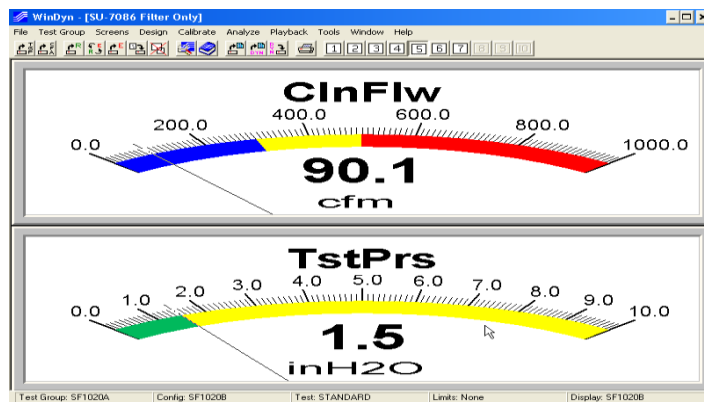 WinDyn - [SU-7086 Filter Only]
File Test Group Screens Design Calibrate Analyze Playback Tools Window Help
1 2 3 4 5 6 7 8 9 10
ClnFlw
0.0 200.0 400.0 600.0 800.0 1000.0
90.1
cfm
TstPrs
0.0 1.0 2.0 3.0 4.0 5.0 6.0 7.0 8.0 9.0 10.0
1.5
inH2O
Test Group: SF1020A Config: SF1020B Test: STANDARD Limits: None Display: SF1020B